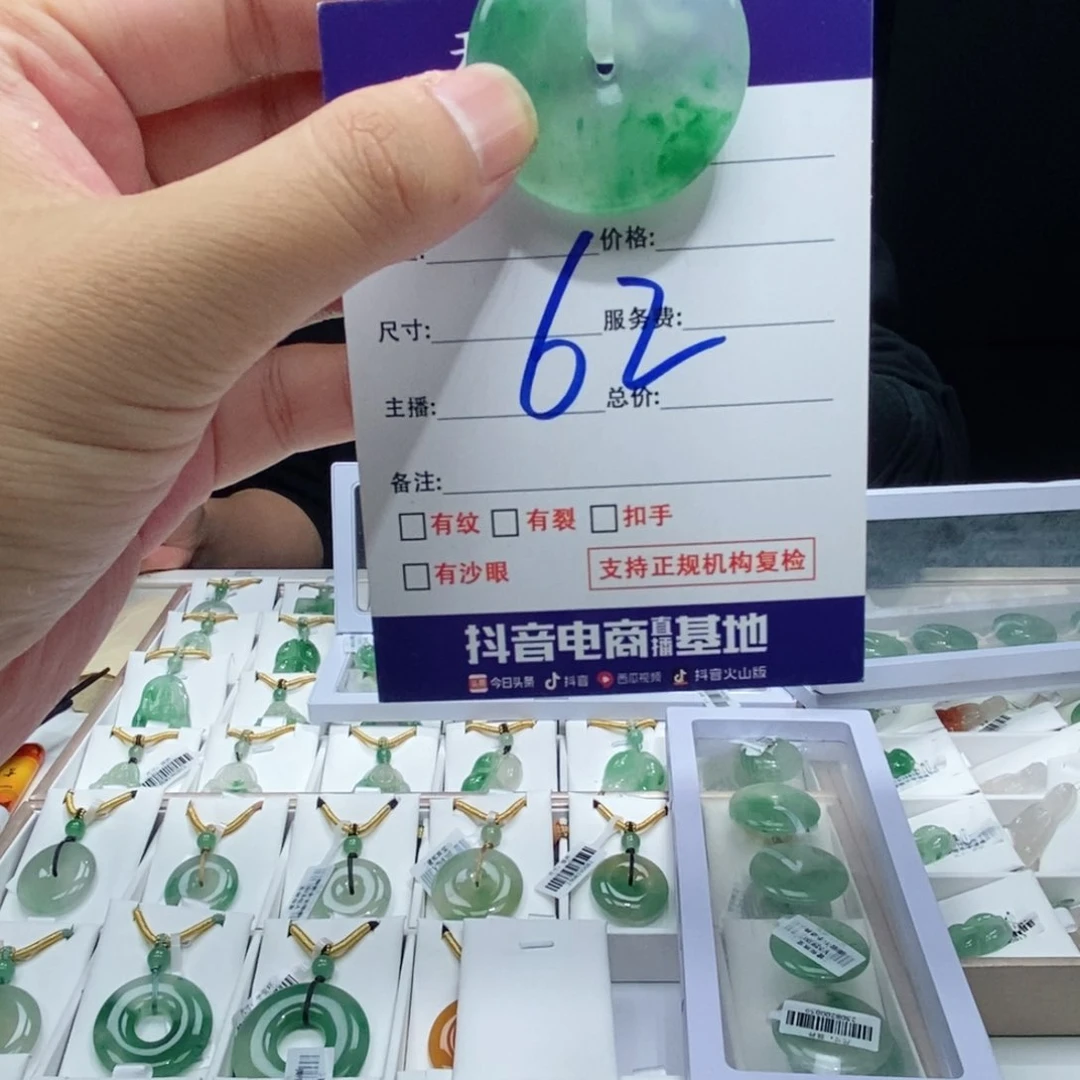 价格:
62
尺寸:
服务费:
主播:
总价:
备注:
有纹 有裂 扣手
有沙眼 支持正规机构复检
抖音电商直播基地
今日头条 抖音 西瓜视频 抖音火山版